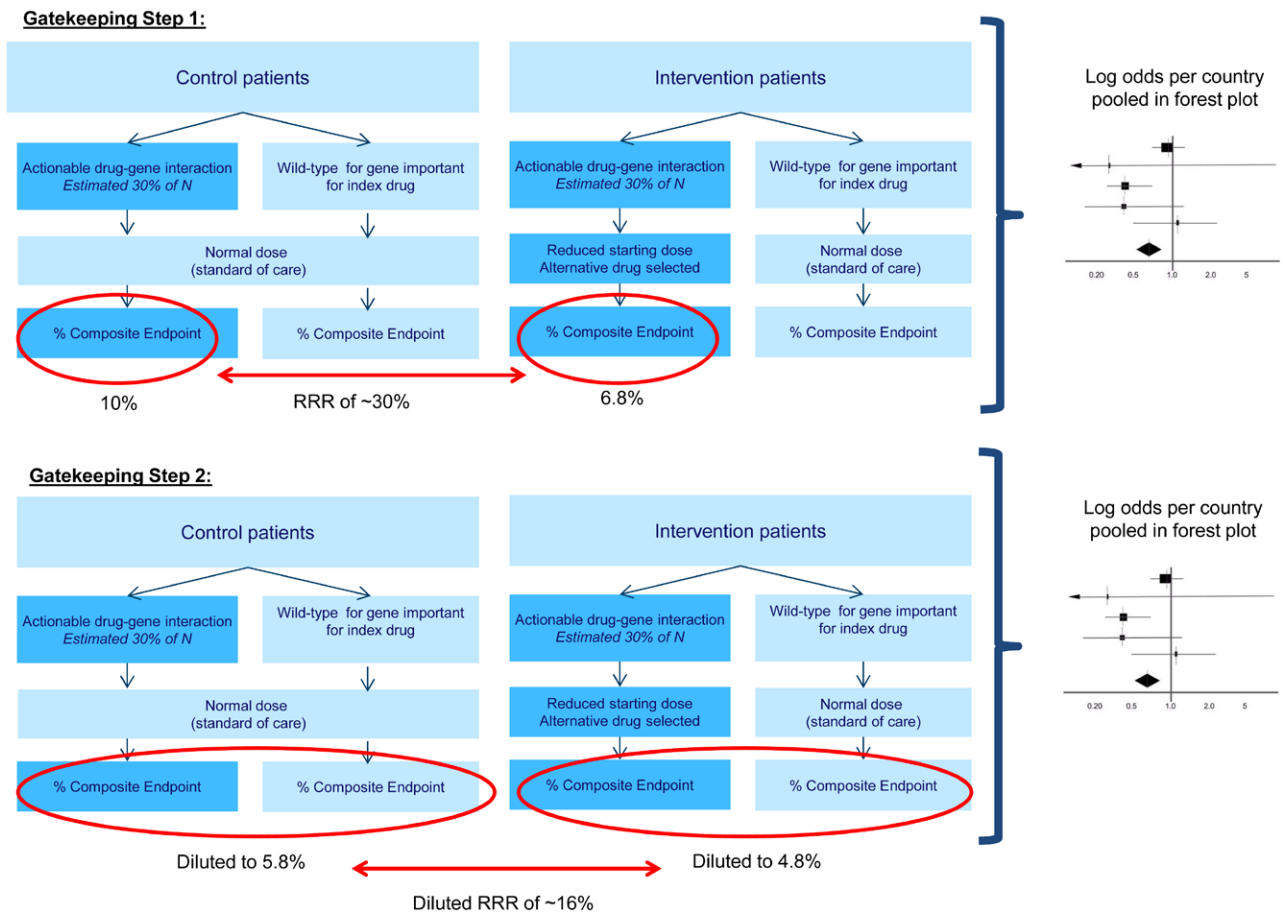 Gatekeeping Step 1:
Control patients
Intervention patients
Log odds per country
pooled in forest plot
Actionable drug-gene interaction
Estimated 30% of N
Wild-type for gene important
for index drug
Actionable drug-gene interaction
Estimated 30% of N
Wild-type for gene important
for index drug
Normal dose
(standard of care)
Reduced starting dose
Alternative drug selected
Normal dose
(standard of care)
0.20 0.5 1.0 2.0 5
% Composite Endpoint
% Composite Endpoint
% Composite Endpoint
% Composite Endpoint
10%
RRR of ~30%
6.8%
Gatekeeping Step 2:
Control patients
Intervention patients
Log odds per country
pooled in forest plot
Actionable drug-gene interaction
Estimated 30% of N
Wild-type for gene important
for index drug
Actionable drug-gene interaction
Estimated 30% of N
Wild-type for gene important
for index drug
Normal dose
(standard of care)
Reduced starting dose
Alternative drug selected
Normal dose
(standard of care)
0.20 0.5 1.0 2.0 5
% Composite Endpoint
% Composite Endpoint
% Composite Endpoint
% Composite Endpoint
Diluted to 5.8%
Diluted to 4.8%
Diluted RRR of ~16%